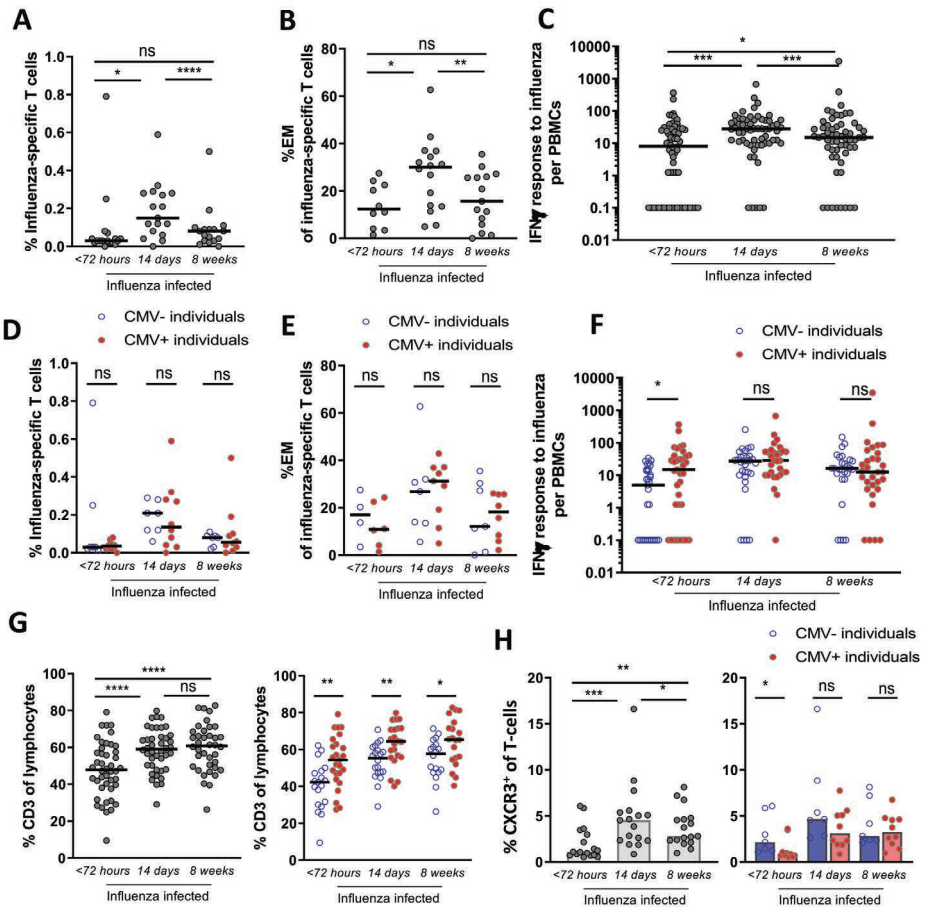 A
% Influenza-specific T cells
1.0
0.8
0.6
0.4
0.2
0.0
ns
* ****
<72 hours 14 days 8 weeks
Influenza infected
B
%EM
of influenza-specific T cells
80
60
40
20
0
ns
* **
<72 hours 14 days 8 weeks
Influenza infected
C
IFNγ response to influenza
per PBMCs
10000
1000
100
10
1
0.1
0.01
*
*** ***
<72 hours 14 days 8 weeks
Influenza infected
D
CMV- individuals
CMV+ individuals
% Influenza-specific T cells
1.0
0.8
0.6
0.4
0.2
0.0
ns ns ns
<72 hours 14 days 8 weeks
Influenza infected
E
CMV- individuals
CMV+ individuals
%EM
of influenza-specific T cells
80
60
40
20
0
ns ns ns
<72 hours 14 days 8 weeks
Influenza infected
F
CMV- individuals
CMV+ individuals
IFNγ response to influenza
per PBMCs
10000
1000
100
10
1
0.1
0.01
* ns ns
<72 hours 14 days 8 weeks
Influenza infected
G
% CD3 of lymphocytes
100
80
60
40
20
0
****
**** ns
<72 hours 14 days 8 weeks
Influenza infected
% CD3 of lymphocytes
100
80
60
40
20
0
** ** *
<72 hours 14 days 8 weeks
Influenza infected
H
CMV- individuals
CMV+ individuals
% CXCR3⁺ of T-cells
20
15
10
5
0
**
*** *
<72 hours 14 days 8 weeks
Influenza infected
20
15
10
5
0
* ns ns
<72 hours 14 days 8 weeks
Influenza infected